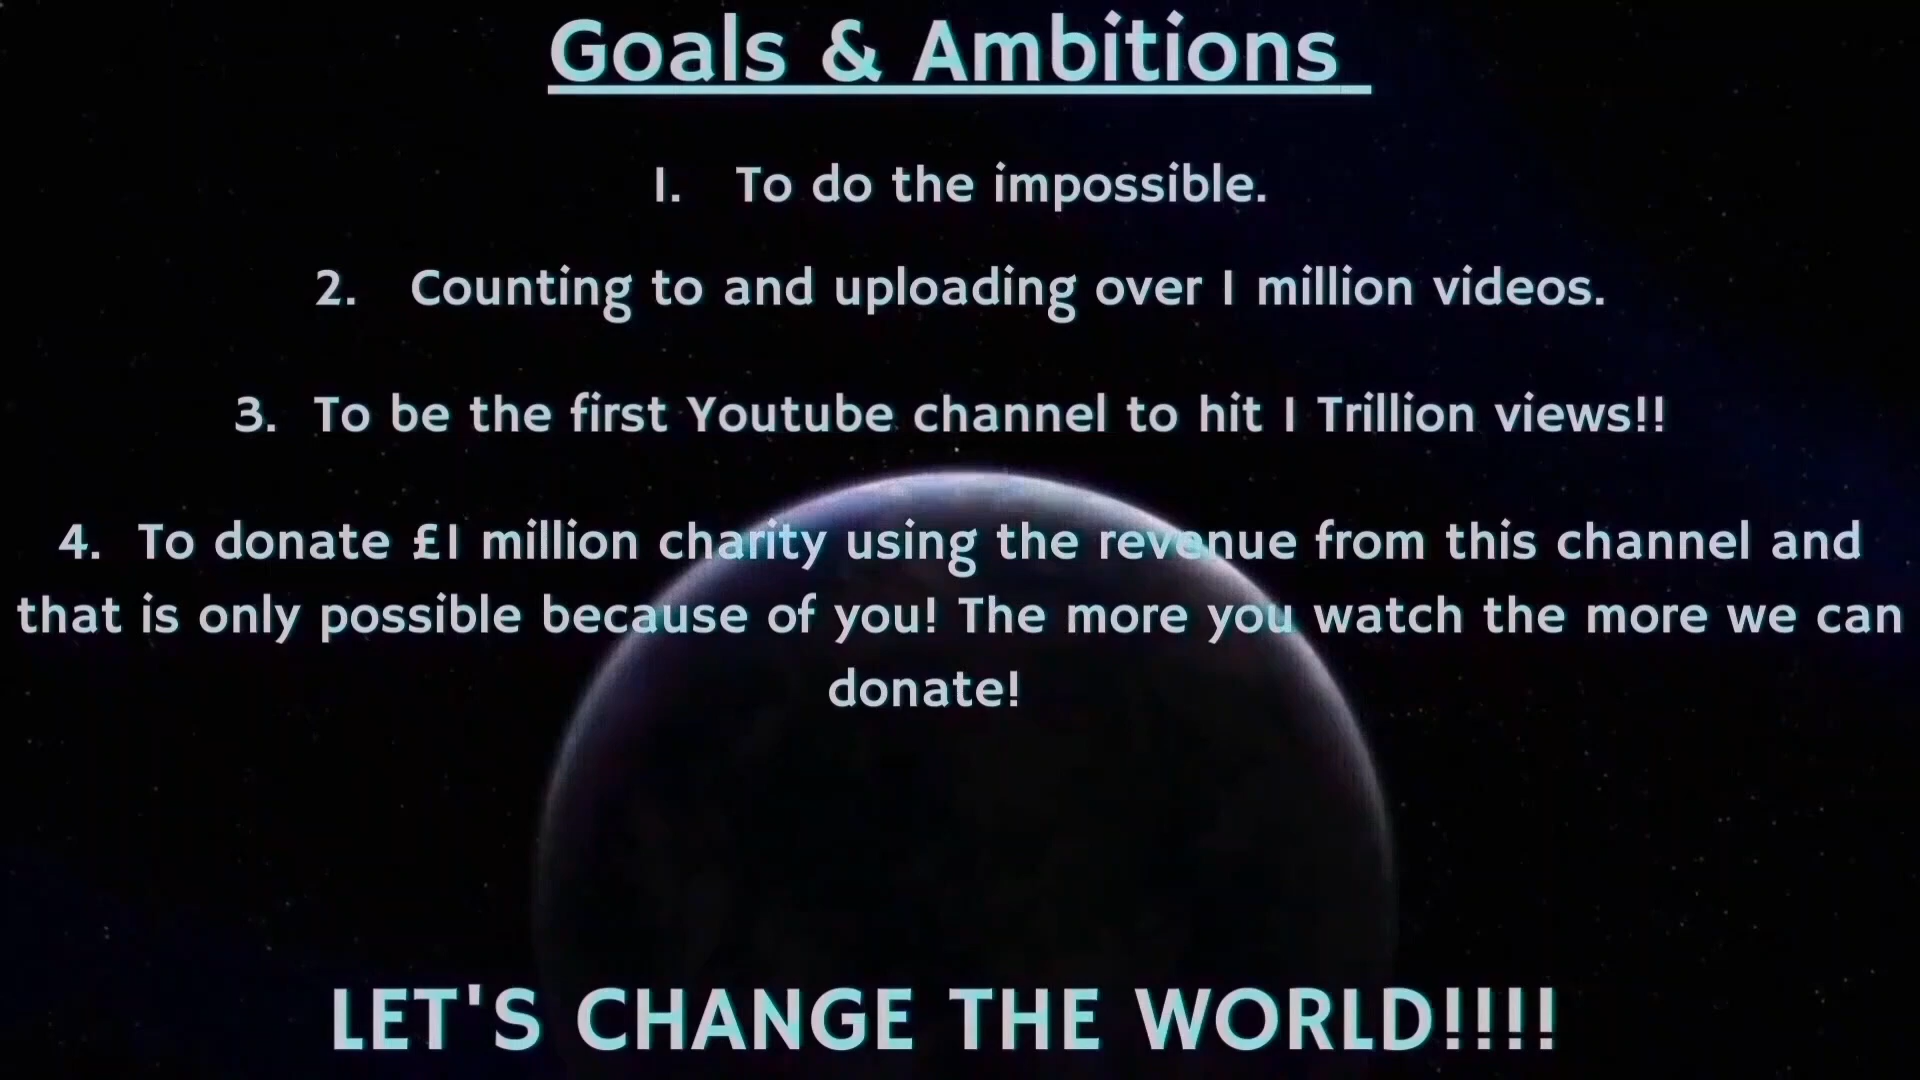 Goals & Ambitions
1. To do the impossible.
2. Counting to and uploading over 1 million videos.
3. To be the first Youtube channel to hit 1 Trillion views!!
4. To donate £1 million charity using the revenue from this channel and
that is only possible because of you! The more you watch the more we can
donate!
LET'S CHANGE THE WORLD!!!!